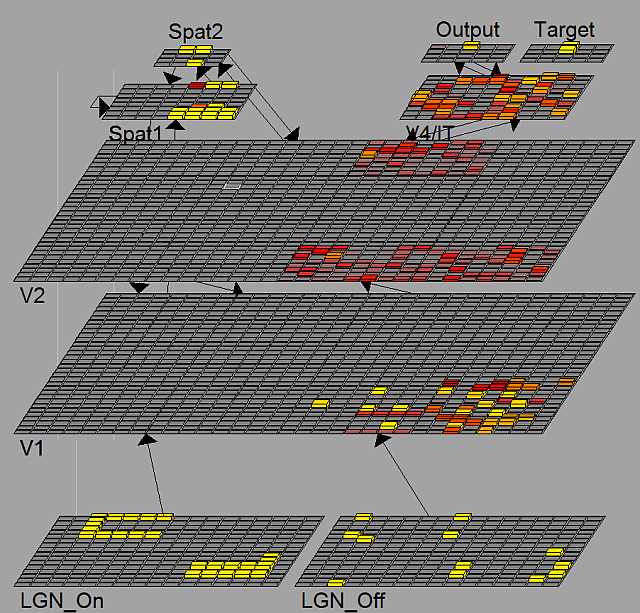 Spat2
Output Target
Spat1
V4/IT
V2
V1
LGN_On
LGN_Off